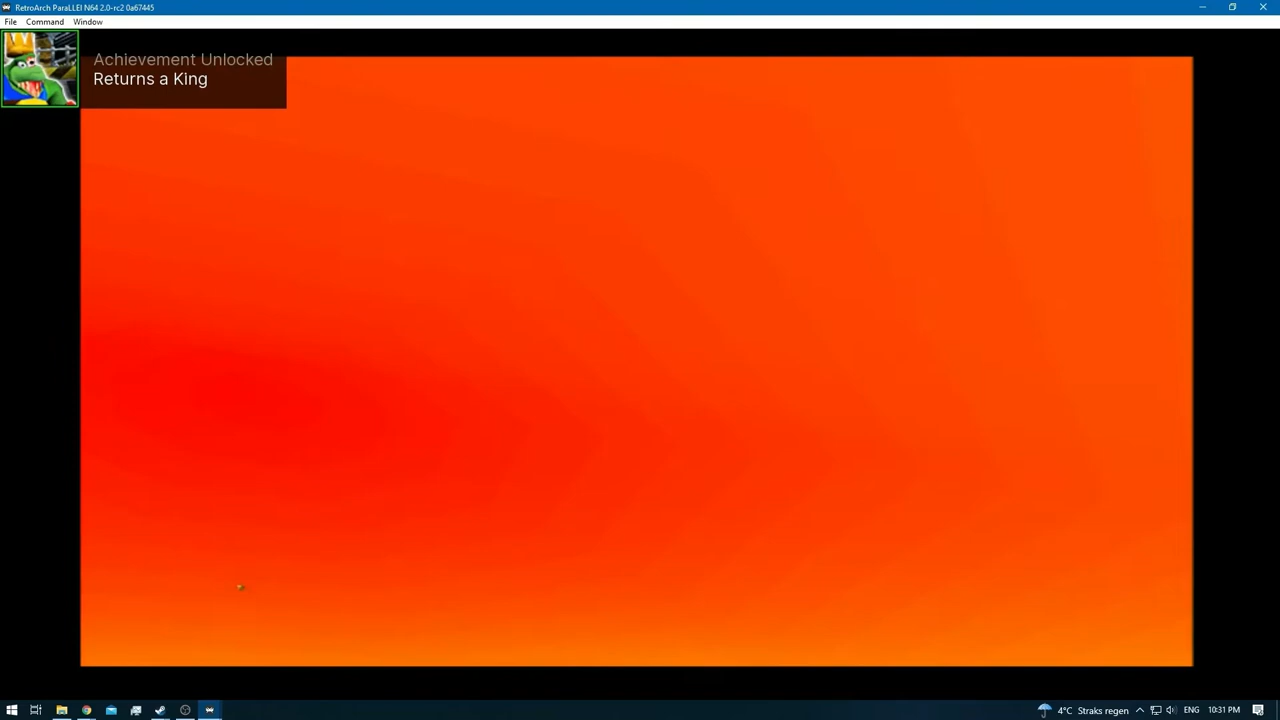 RetroArch ParaLLEl N64 2.0-rc2 0a67445
File Command Window
Achievement Unlocked
Returns a King
4°C Straks regen ENG 10:31 PM